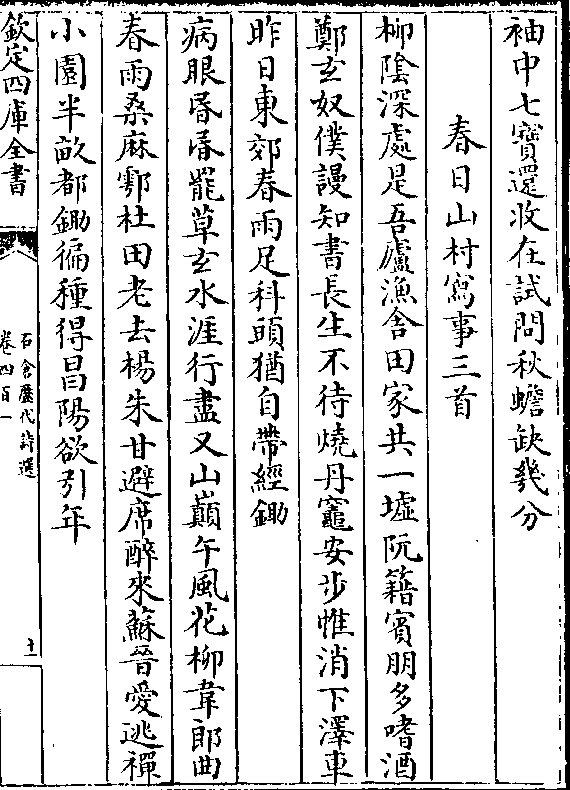 袖中七寶還收在試問秋蟾缺幾分
春日山村寫事三首
柳陰深處是吾廬漁舎田家共一墟阮籍賓朋多嗜酒
鄭玄奴僕謾知書長生不待燒丹竈安步惟消下澤車
昨日東郊春雨足科頭猶自帶經鋤
病眼昏昏罷草玄水涯行盡又山巔午風花柳韋郎曲
春雨桑麻鄠杜田老去楊朱甘避席醉來蘇晉愛逃禪
小園半畝都鋤徧種得昌陽欲引年
欽定四庫全書
石倉歷代詩選
卷四百一
十一